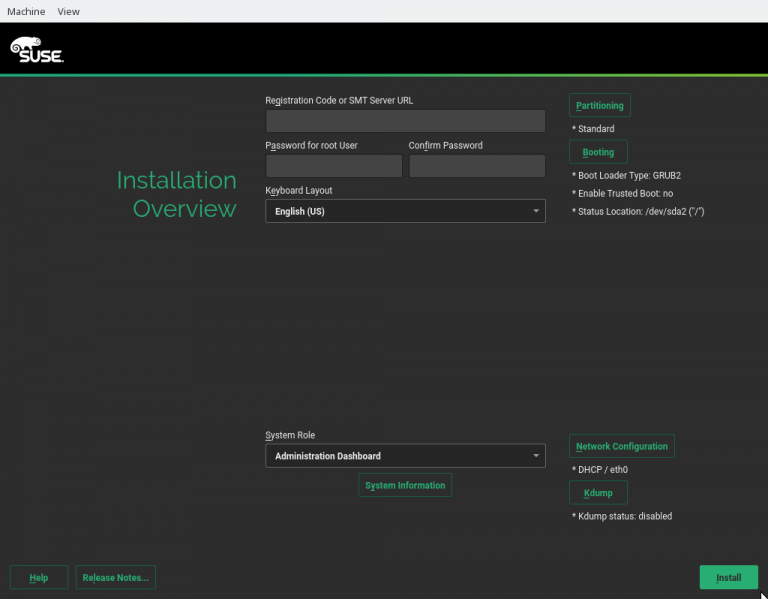 Machine View
SUSE
Registration Code or SMT Server URL
Password for root User Confirm Password
Keyboard Layout
English (US)
Installation
Overview
Partitioning
* Standard
Booting
* Boot Loader Type: GRUB2
* Enable Trusted Boot: no
* Status Location: /dev/sda2 ("/")
System Role
Administration Dashboard
System Information
Network Configuration
* DHCP / eth0
Kdump
* Kdump status: disabled
Help Release Notes... Install